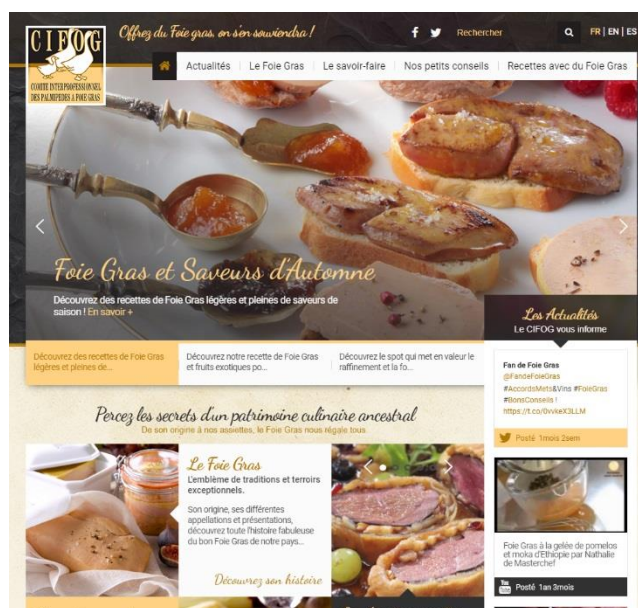 CIFOG
COMITE INTERPROFESSIONNEL
DES PALMIPEDES A FOIE GRAS
Offrez du Foie gras, on s'en souviendra !
Rechercher
FR | EN | ES
Actualités
Le Foie Gras
Le savoir-faire
Nos petits conseils
Recettes avec du Foie Gras
Foie Gras et Saveurs d'Automne
Découvrez des recettes de Foie Gras légères et pleines de saveurs de
saison ! En savoir +
Découvrez des recettes de Foie Gras
légères et pleines de...
Découvrez notre recette de Foie Gras
et fruits exotiques po...
Découvrez le spot qui met en valeur le
raffinement et la fo...
Les Actualités
Le CIFOG vous informe
Fan de Foie Gras
@FandeFoieGras
#AccordsMets&Vins #FoieGras
#BonsConseils !
https://t.co/0vvkeX3LLM
Posté 1mois 2sem
Percez les secrets d'un patrimoine culinaire ancestral
De son origine à nos assiettes, le Foie Gras nous régale tous
Le Foie Gras
L'emblème de traditions et terroirs
exceptionnels.
Son origine, ses différentes
appellations et présentations,
découvrez toute l'histoire fabuleuse
du bon Foie Gras de notre pays...
Découvrez son histoire
Foie Gras à la gelée de pomelos
et moka d'Ethiopie par Nathalie
de Masterchef
You Tube
Posté 1an 3mois